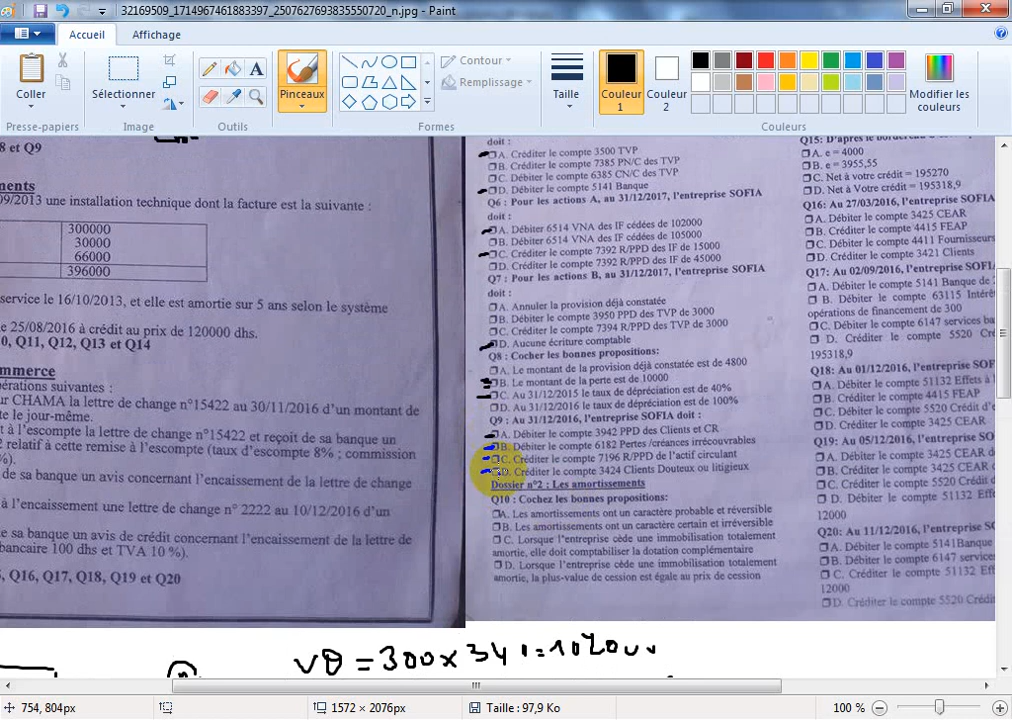 32169509_1714967461883397_2507627693835550720_n.jpg - Paint
Accueil
Affichage
Coller
Sélectionner
Pinceaux
Contour
Remplissage
Taille
Couleur 1
Couleur 2
Modifier les couleurs
Presse-papiers
Image
Outils
Formes
Couleurs
8 et Q9
ments
09/2013 une installation technique dont la facture est la suivante :
300000
30000
66000
396000
service le 16/10/2013, et elle est amortie sur 5 ans selon le système
e 25/08/2016 à crédit au prix de 120000 dhs.
0, Q11, Q12, Q13 et Q14
mmerce
pérations suivantes :
ur CHAMA la lettre de change n°15422 au 30/11/2016 d'un montant de
te le jour-même.
t à l'escompte la lettre de change n°15422 et reçoit de sa banque un
2 relatif à cette remise à l'escompte (taux d'escompte 8% ; commission
%).
de sa banque un avis concernant l'encaissement de la lettre de change
à l'encaissement une lettre de change n° 2222 au 10/12/2016 d'un
e sa banque un avis de crédit concernant l'encaissement de la lettre de
bancaire 100 dhs et TVA 10 %).
, Q16, Q17, Q18, Q19 et Q20
doit :
A. Créditer le compte 3500 TVP
B. Créditer le compte 7385 PN/C des TVP
C. Débiter le compte 6385 CN/C des TVP
D. Débiter le compte 5141 Banque
Q6 : Pour les actions A, au 31/12/2017, l'entreprise SOFIA
doit :
A. Débiter 6514 VNA des IF cédées de 102000
B. Débiter 6514 VNA des IF cédées de 105000
C. Créditer le compte 7392 R/PPD des IF de 15000
D. Créditer le compte 7392 R/PPD des IF de 45000
Q7 : Pour les actions B, au 31/12/2017, l'entreprise SOFIA
doit :
A. Annuler la provision déjà constatée
B. Débiter le compte 3950 PPD des TVP de 3000
C. Créditer le compte 7394 R/PPD des TVP de 3000
D. Aucune écriture comptable
Q8 : Cocher les bonnes propositions:
A. Le montant de la provision déjà constatée est de 4800
B. Le montant de la perte est de 10000
C. Au 31/12/2015 le taux de dépréciation est de 40%
D. Au 31/12/2016 le taux de dépréciation est de 100%
Q9 : Au 31/12/2016, l'entreprise SOFIA doit :
A. Débiter le compte 3942 PPD des Clients et CR
B. Débiter le compte 6182 Pertes /créances irrécouvrables
C. Créditer le compte 7196 R/PPD de l'actif circulant
D. Créditer le compte 3424 Clients Douteux ou litigieux
Dossier n°2 : Les amortissements
Q10 : Cochez les bonnes propositions:
A. Les amortissements ont un caractère probable et réversible
B. Les amortissements ont un caractère certain et irréversible
C. Lorsque l'entreprise cède une immobilisation totalement
amortie, elle doit comptabiliser la dotation complémentaire
D. Lorsque l'entreprise cède une immobilisation totalement
amortie, la plus-value de cession est égale au prix de cession
Q15: D'après le bordereau
A. e = 4000
B. e = 3955,55
C. Net à votre crédit = 195270
D. Net à Votre crédit = 195318,9
Q16: Au 27/03/2016, l'entreprise SOFIA
A. Débiter le compte 3425 CEAR
B. Créditer le compte 4415 FEAP
C. Débiter le compte 4411 Fournisseurs
D. Créditer le compte 3421 Clients
Q17: Au 02/09/2016, l'entreprise SOFIA
A. Débiter le compte 5141 Banque de
B. Débiter le compte 63115 Intérê
opérations de financement de 300
C. Débiter le compte 6147 services ba
D. Créditer le compte 5520 Cré
195318,9
Q18: Au 01/12/2016, l'entreprise SO
A. Débiter le compte 51132 Effets à l
B. Créditer le compte 3425 CEAR
C. Débiter le compte 5520 Crédit d'e
D. Créditer le compte 5520 Crédit
Q19: Au 05/12/2016, l'entreprise SO
A. Débiter le compte 3425 CEAR d
B. Créditer le compte 3425 CEAR
C. Créditer le compte 5520 Crédit
D. Débiter le compte 51132 Eff
12000
Q20: Au 11/12/2016, l'entreprise SO
A. Débiter le compte 5141Banque
B. Débiter le compte 6147 services
C. Créditer le compte 51132 Eff
12000
D. Créditer le compte 5520 Crédit
VO = 300 x 340 = 102000
754, 804px
1572 × 2076px
Taille : 97,9 Ko
100 %